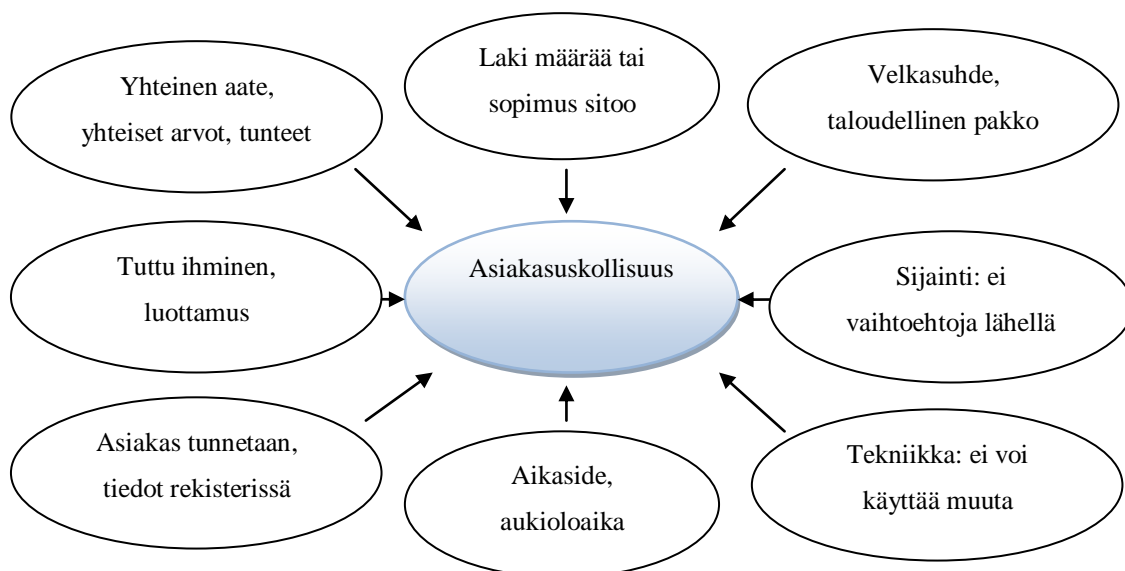 Yhteinen aate,
yhteiset arvot, tunteet
Laki määrää tai
sopimus sitoo
Velkasuhde,
taloudellinen pakko
Tuttu ihminen,
luottamus
Asiakasuskollisuus
Sijainti: ei
vaihtoehtoja lähellä
Asiakas tunnetaan,
tiedot rekisterissä
Aikaside,
aukioloaika
Tekniikka: ei voi
käyttää muuta